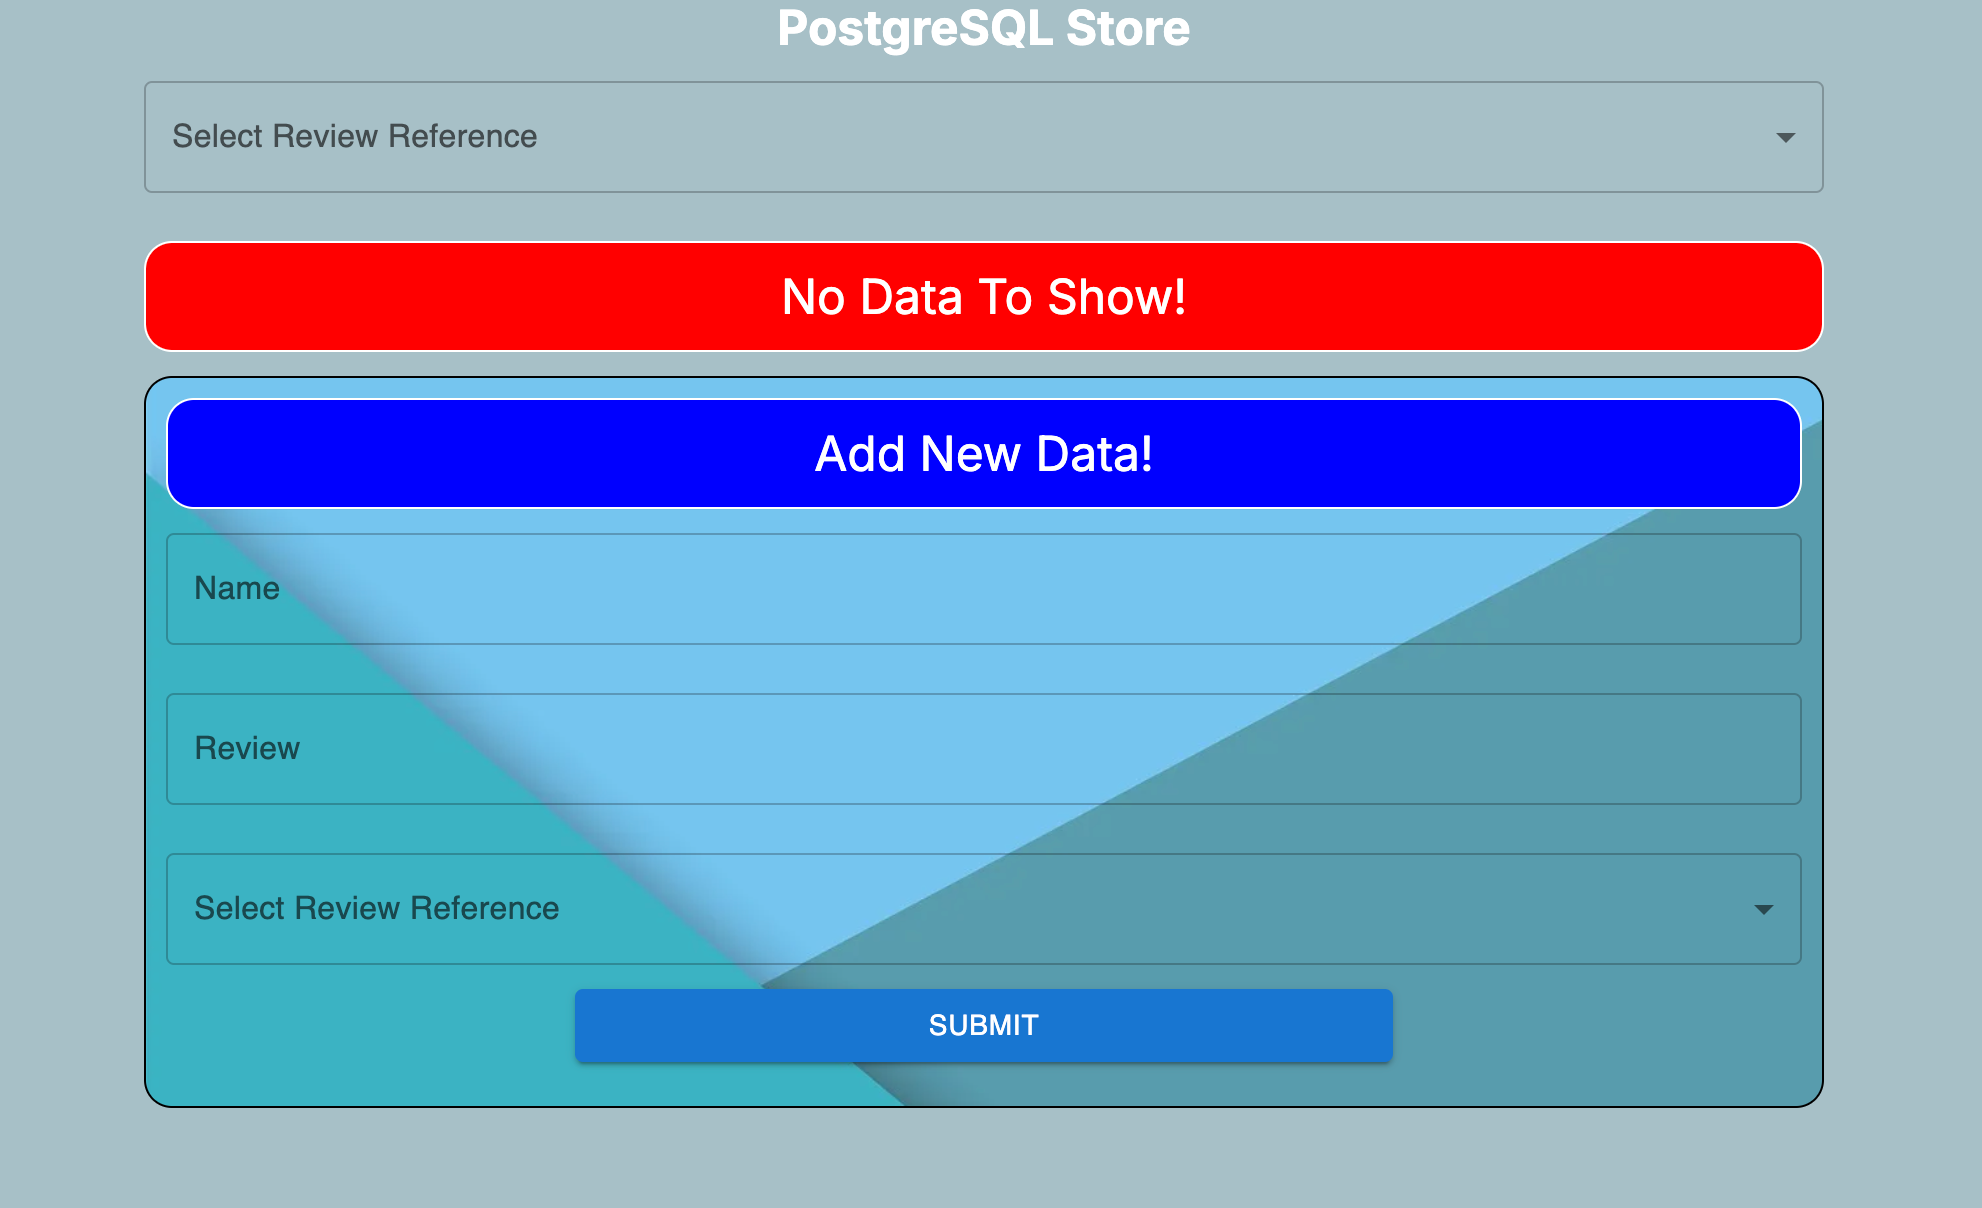 PostgreSQL Store
Select Review Reference
No Data To Show!
Add New Data!
Name
Review
Select Review Reference
SUBMIT